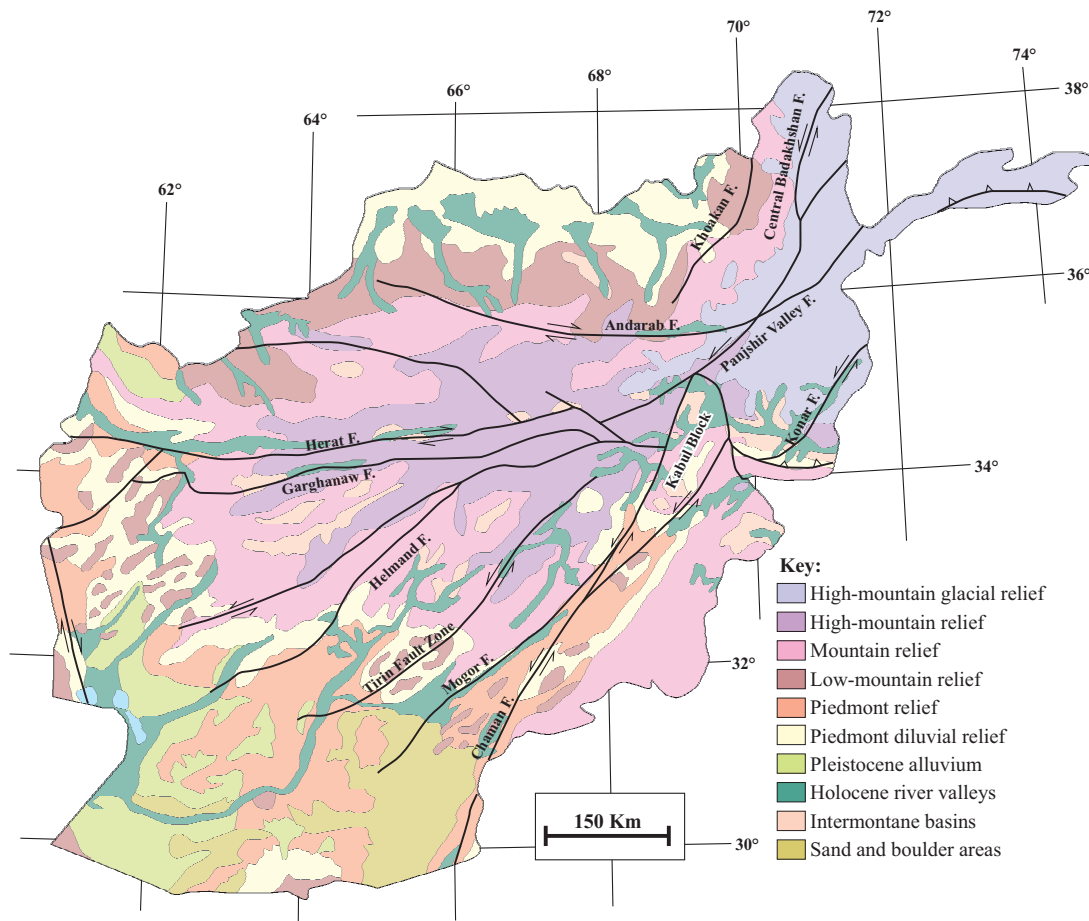 70°
72°
74°
38°
68°
66°
64°
62°
Central Badakhshan F.
Khoakan F.
36°
Andarab F.
Panjshir Valley F.
Konar F.
Herat F.
Kabul Block
Garghanaw F.
34°
Helmand F.
Tirin Fault Zone
Mogor F.
32°
Chaman F.
30°
150 Km
Key:
High-mountain glacial relief
High-mountain relief
Mountain relief
Low-mountain relief
Piedmont relief
Piedmont diluvial relief
Pleistocene alluvium
Holocene river valleys
Intermontane basins
Sand and boulder areas